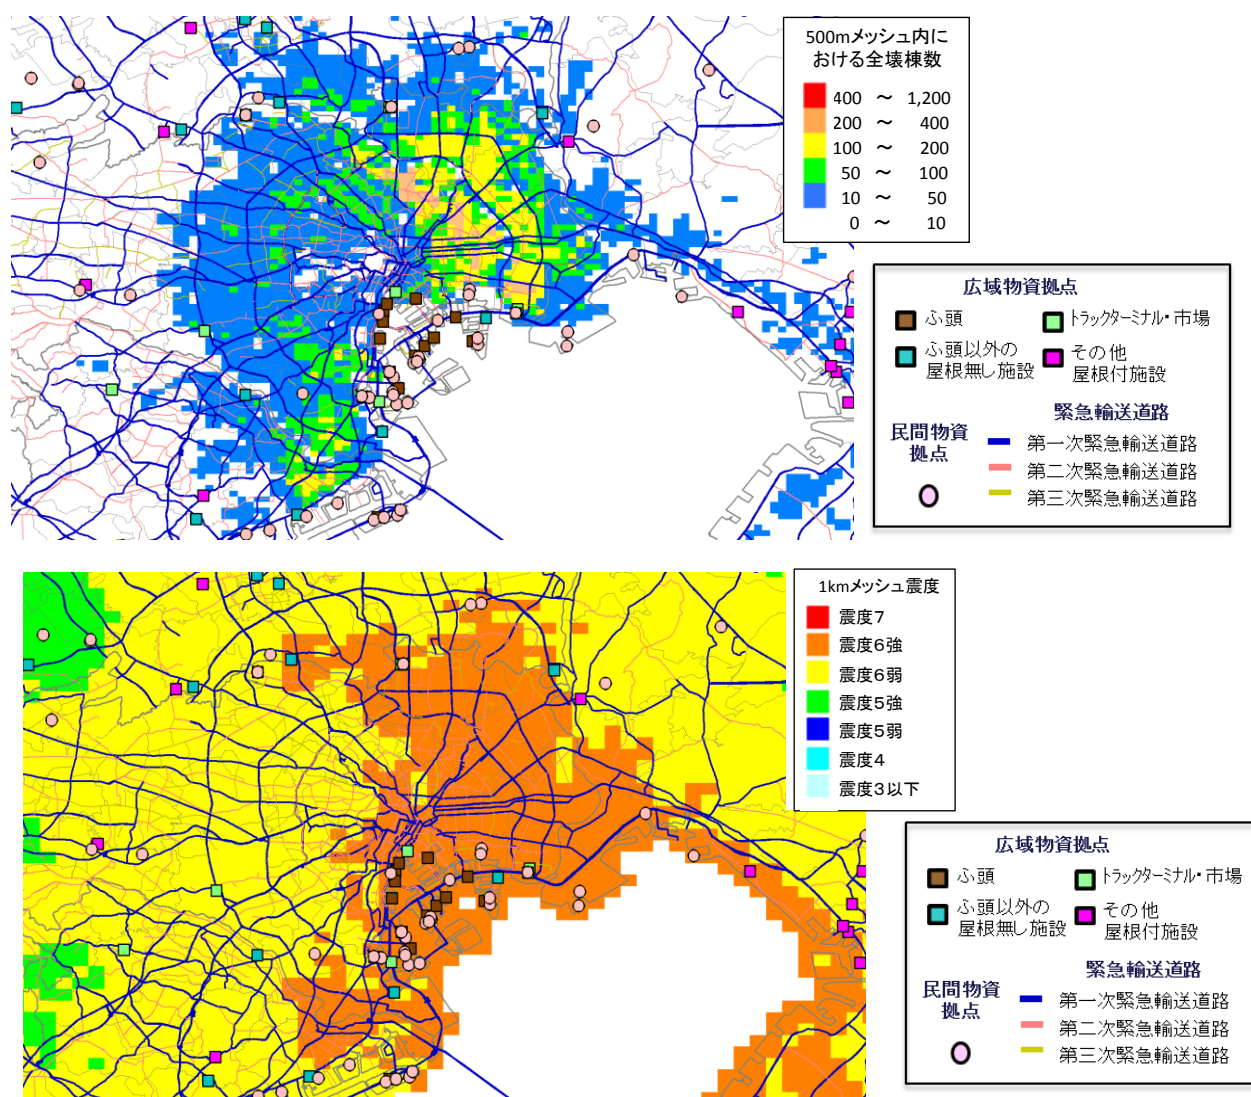 500mメッシュ内に
おける全壊棟数
400 ～ 1,200
200 ～ 400
100 ～ 200
50 ～ 100
10 ～ 50
0 ～ 10
広域物資拠点
ふ頭
トラックターミナル・市場
ふ頭以外の
屋根無し施設
その他
屋根付施設
民間物資
拠点
緊急輸送道路
第一次緊急輸送道路
第二次緊急輸送道路
第三次緊急輸送道路
1kmメッシュ震度
震度7
震度6強
震度6弱
震度5強
震度5弱
震度4
震度3以下
広域物資拠点
ふ頭
トラックターミナル・市場
ふ頭以外の
屋根無し施設
その他
屋根付施設
民間物資
拠点
緊急輸送道路
第一次緊急輸送道路
第二次緊急輸送道路
第三次緊急輸送道路